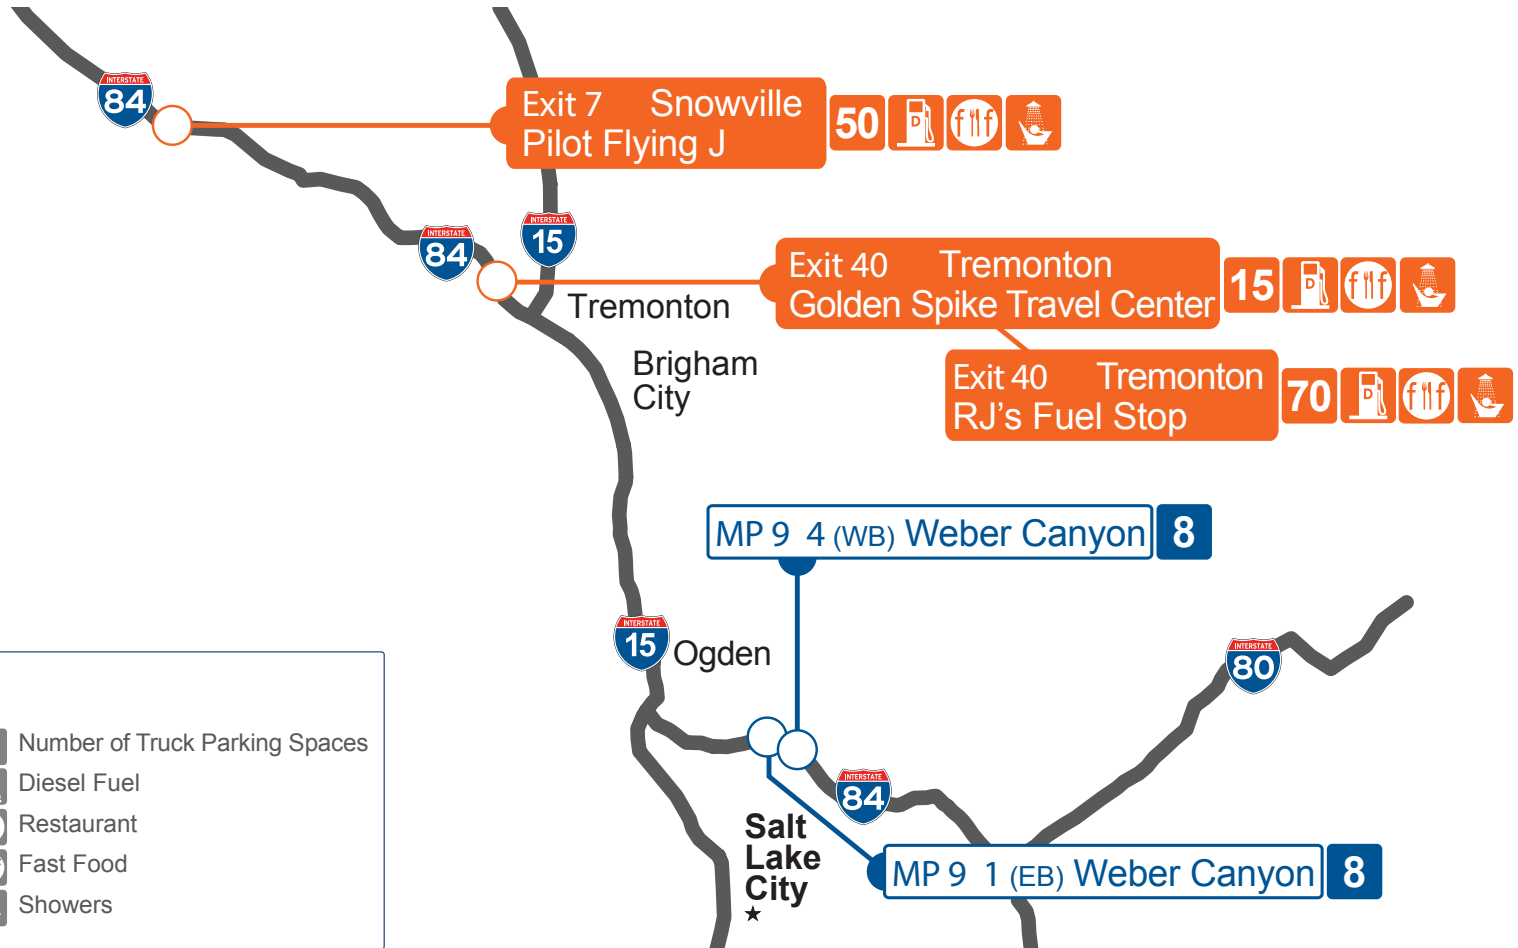 INTERSTATE
84
Exit 7 Snowville
Pilot Flying J
50
D
f f
INTERSTATE
84
INTERSTATE
15
Exit 40 Tremonton
Golden Spike Travel Center
15
D
f f
Tremonton
Exit 40 Tremonton
RJ's Fuel Stop
70
D
f f
Brigham
City
MP 9 4 (WB) Weber Canyon
8
INTERSTATE
15
Ogden
INTERSTATE
80
INTERSTATE
84
Salt
Lake
City
MP 9 1 (EB) Weber Canyon
8
Number of Truck Parking Spaces
Diesel Fuel
Restaurant
Fast Food
Showers